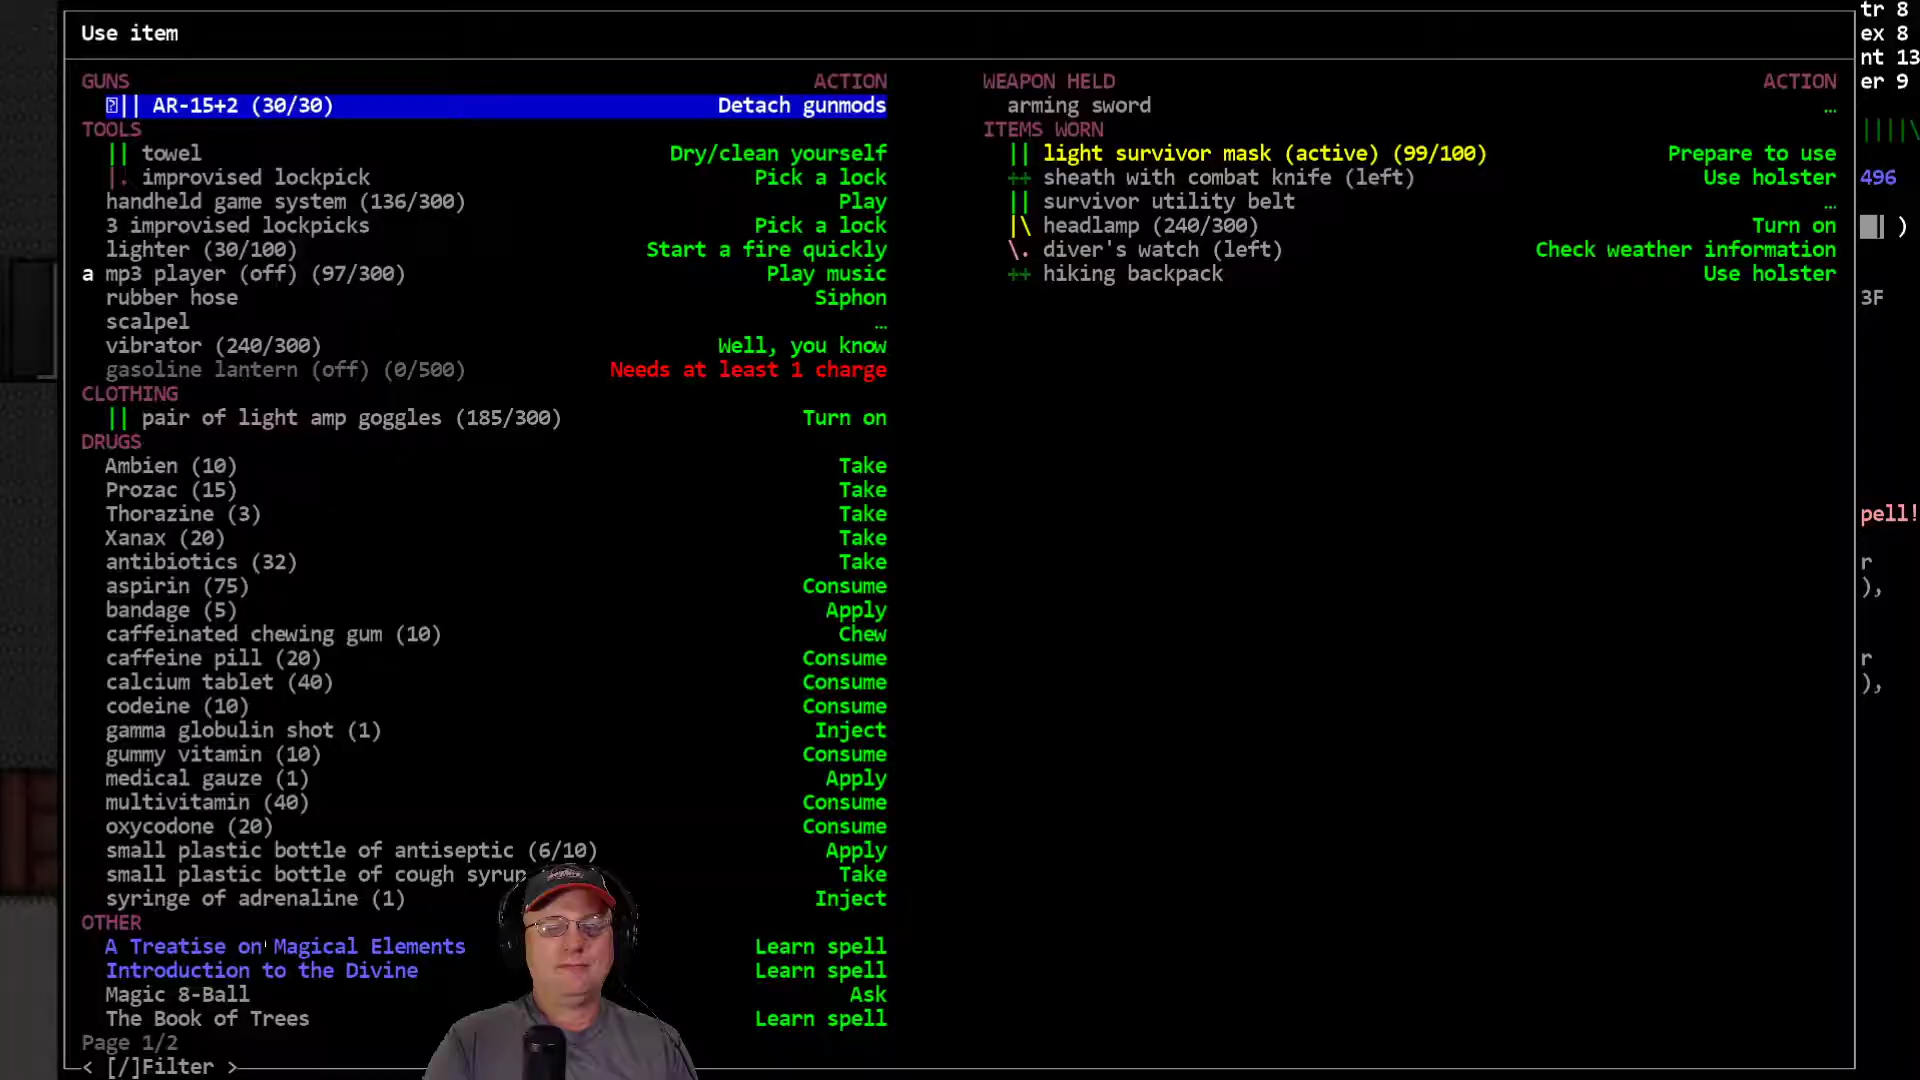 Use item
GUNS ACTION
|| AR-15+2 (30/30) Detach gunmods
TOOLS
|| towel Dry/clean yourself
|. improvised lockpick Pick a lock
handheld game system (136/300) Play
3 improvised lockpicks Pick a lock
lighter (30/100) Start a fire quickly
a mp3 player (off) (97/300) Play music
rubber hose Siphon
scalpel …
vibrator (240/300) Well, you know
gasoline lantern (off) (0/500) Needs at least 1 charge
CLOTHING
|| pair of light amp goggles (185/300) Turn on
DRUGS
Ambien (10) Take
Prozac (15) Take
Thorazine (3) Take
Xanax (20) Take
antibiotics (32) Take
aspirin (75) Consume
bandage (5) Apply
caffeinated chewing gum (10) Chew
caffeine pill (20) Consume
calcium tablet (40) Consume
codeine (10) Consume
gamma globulin shot (1) Inject
gummy vitamin (10) Consume
medical gauze (1) Apply
multivitamin (40) Consume
oxycodone (20) Consume
small plastic bottle of antiseptic (6/10) Apply
small plastic bottle of cough syrup Take
syringe of adrenaline (1) Inject
OTHER
A Treatise on Magical Elements Learn spell
Introduction to the Divine Learn spell
Magic 8-Ball Ask
The Book of Trees Learn spell
Page 1/2
< [/]Filter >
WEAPON HELD ACTION
arming sword …
ITEMS WORN
|| light survivor mask (active) (99/100) Prepare to use
++ sheath with combat knife (left) Use holster
|| survivor utility belt …
|\ headlamp (240/300) Turn on
\. diver's watch (left) Check weather information
++ hiking backpack Use holster
tr 8
ex 8
nt 13
er 9
||||\
496
)
3F
pell!
r
),
r
),